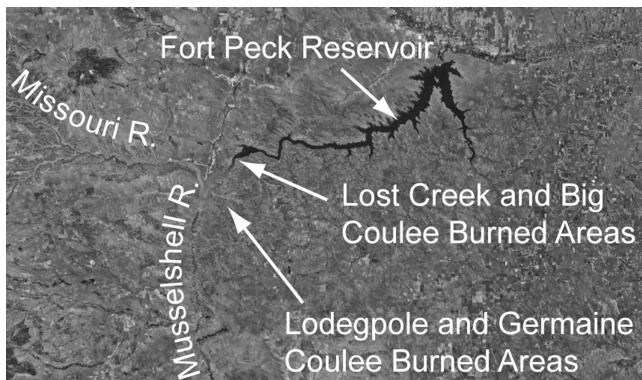 Fort Peck Reservoir
Missouri R.
Musselshell R.
Lost Creek and Big
Coulee Burned Areas
Lodegpole and Germaine
Coulee Burned Areas